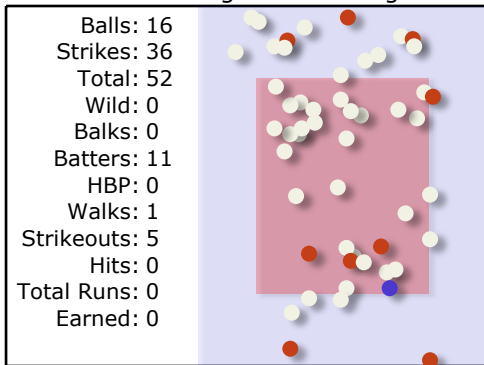 Balls: 16
Strikes: 36
Total: 52
Wild: 0
Balks: 0
Batters: 11
HBP: 0
Walks: 1
Strikeouts: 5
Hits: 0
Total Runs: 0
Earned: 0